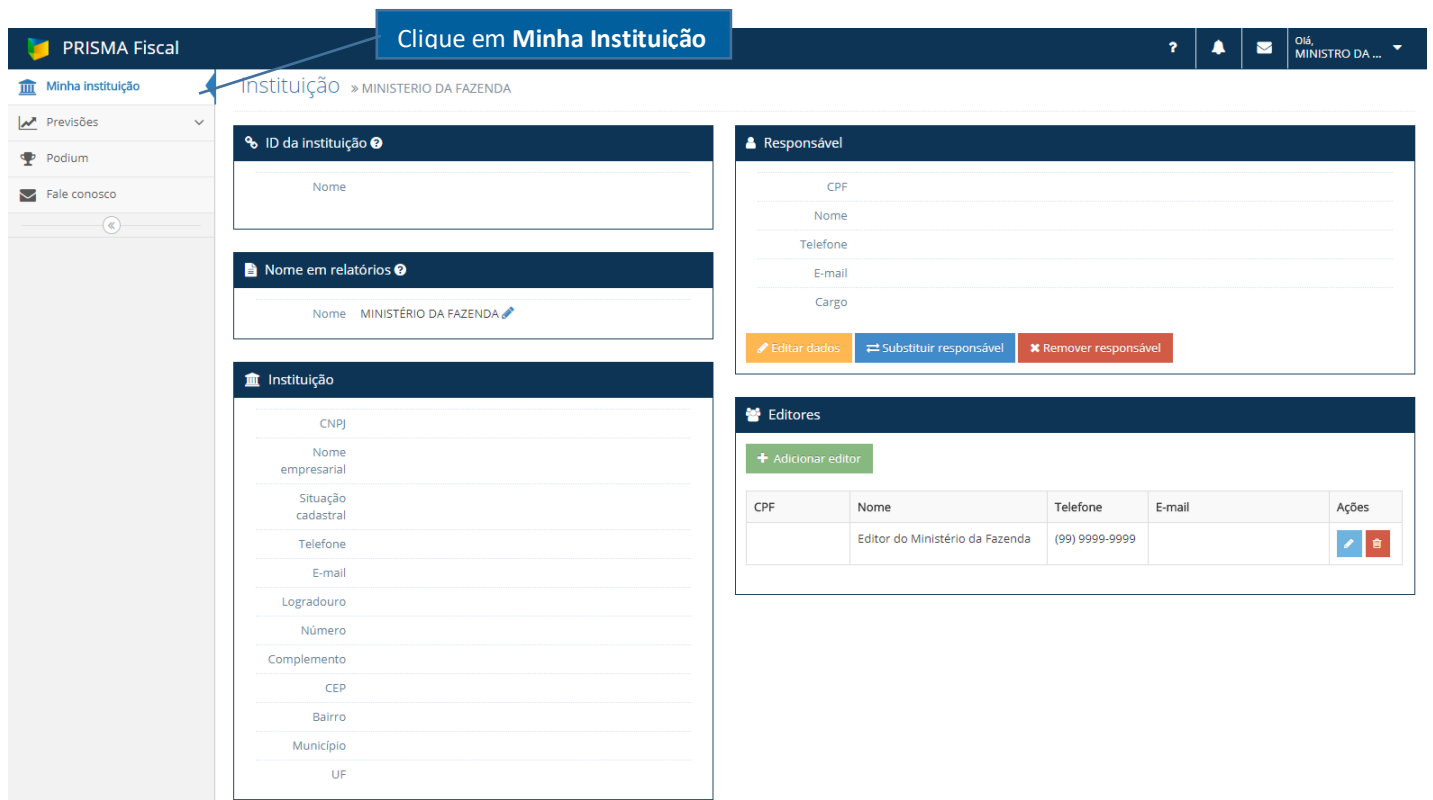 Clique em Minha Instituição
PRISMA Fiscal
?
Olá,
MINISTRO DA ...
Minha instituição
Previsões
Podium
Fale conosco
Instituição » MINISTERIO DA FAZENDA
ID da instituição ?
Nome
Nome em relatórios ?
Nome MINISTÉRIO DA FAZENDA
Instituição
CNPJ
Nome
empresarial
Situação
cadastral
Telefone
E-mail
Logradouro
Número
Complemento
CEP
Bairro
Município
UF
Responsável
CPF
Nome
Telefone
E-mail
Cargo
Editar dados Substituir responsável Remover responsável
Editores
+ Adicionar editor
CPF Nome Telefone E-mail Ações
Editor do Ministério da Fazenda (99) 9999-9999